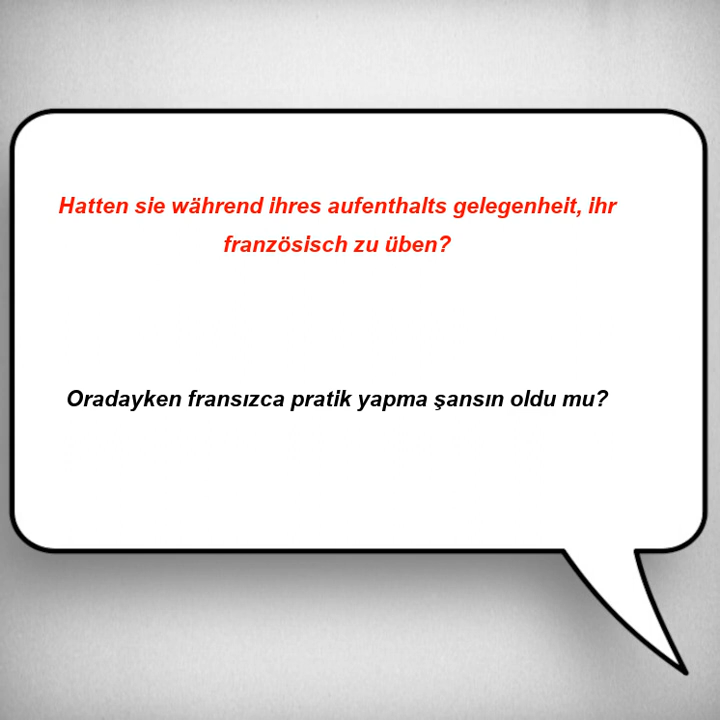 Hatten sie während ihres aufenthalts gelegenheit, ihr
französisch zu üben?
Oradayken fransızca pratik yapma şansın oldu mu?